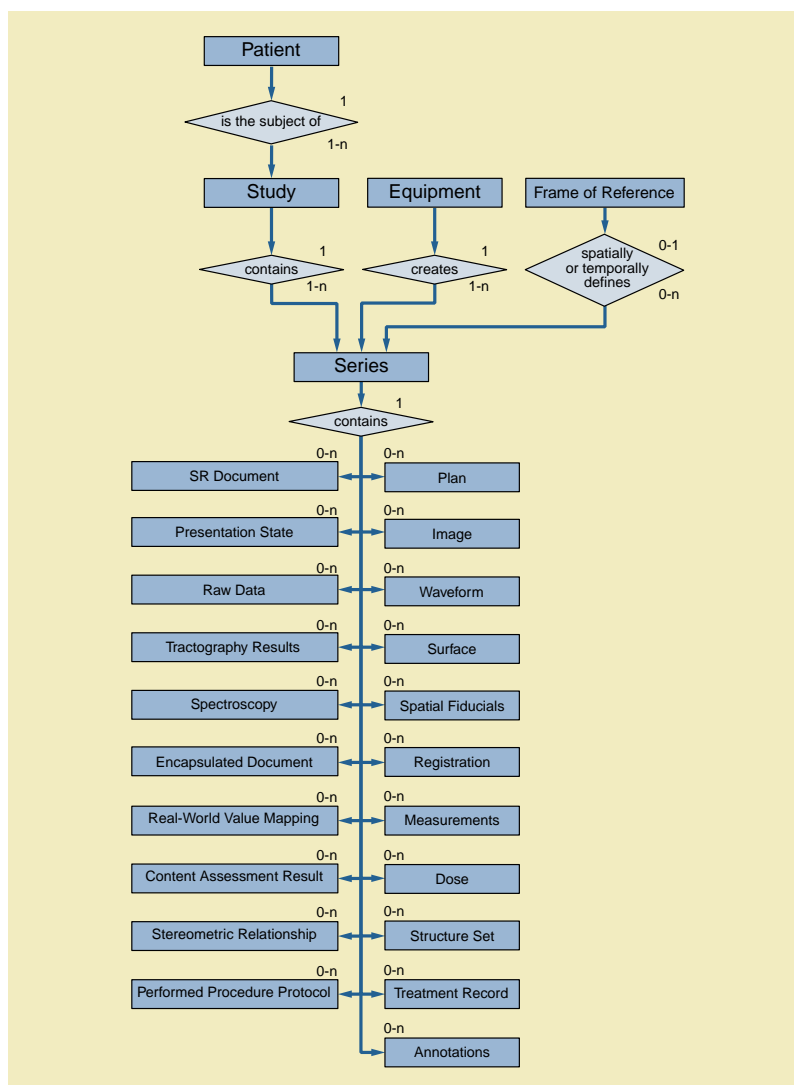 Patient
1
is the subject of
1-n
Study
Equipment
Frame of Reference
1
contains
1-n
1
creates
1-n
0-1
spatially
or temporally
defines
0-n
Series
1
contains
0-n
0-n
SR Document
Plan
0-n
0-n
Presentation State
Image
0-n
0-n
Raw Data
Waveform
0-n
0-n
Tractography Results
Surface
0-n
0-n
Spectroscopy
Spatial Fiducials
0-n
0-n
Encapsulated Document
Registration
0-n
0-n
Real-World Value Mapping
Measurements
0-n
0-n
Content Assessment Result
Dose
0-n
0-n
Stereometric Relationship
Structure Set
0-n
0-n
Performed Procedure Protocol
Treatment Record
0-n
Annotations